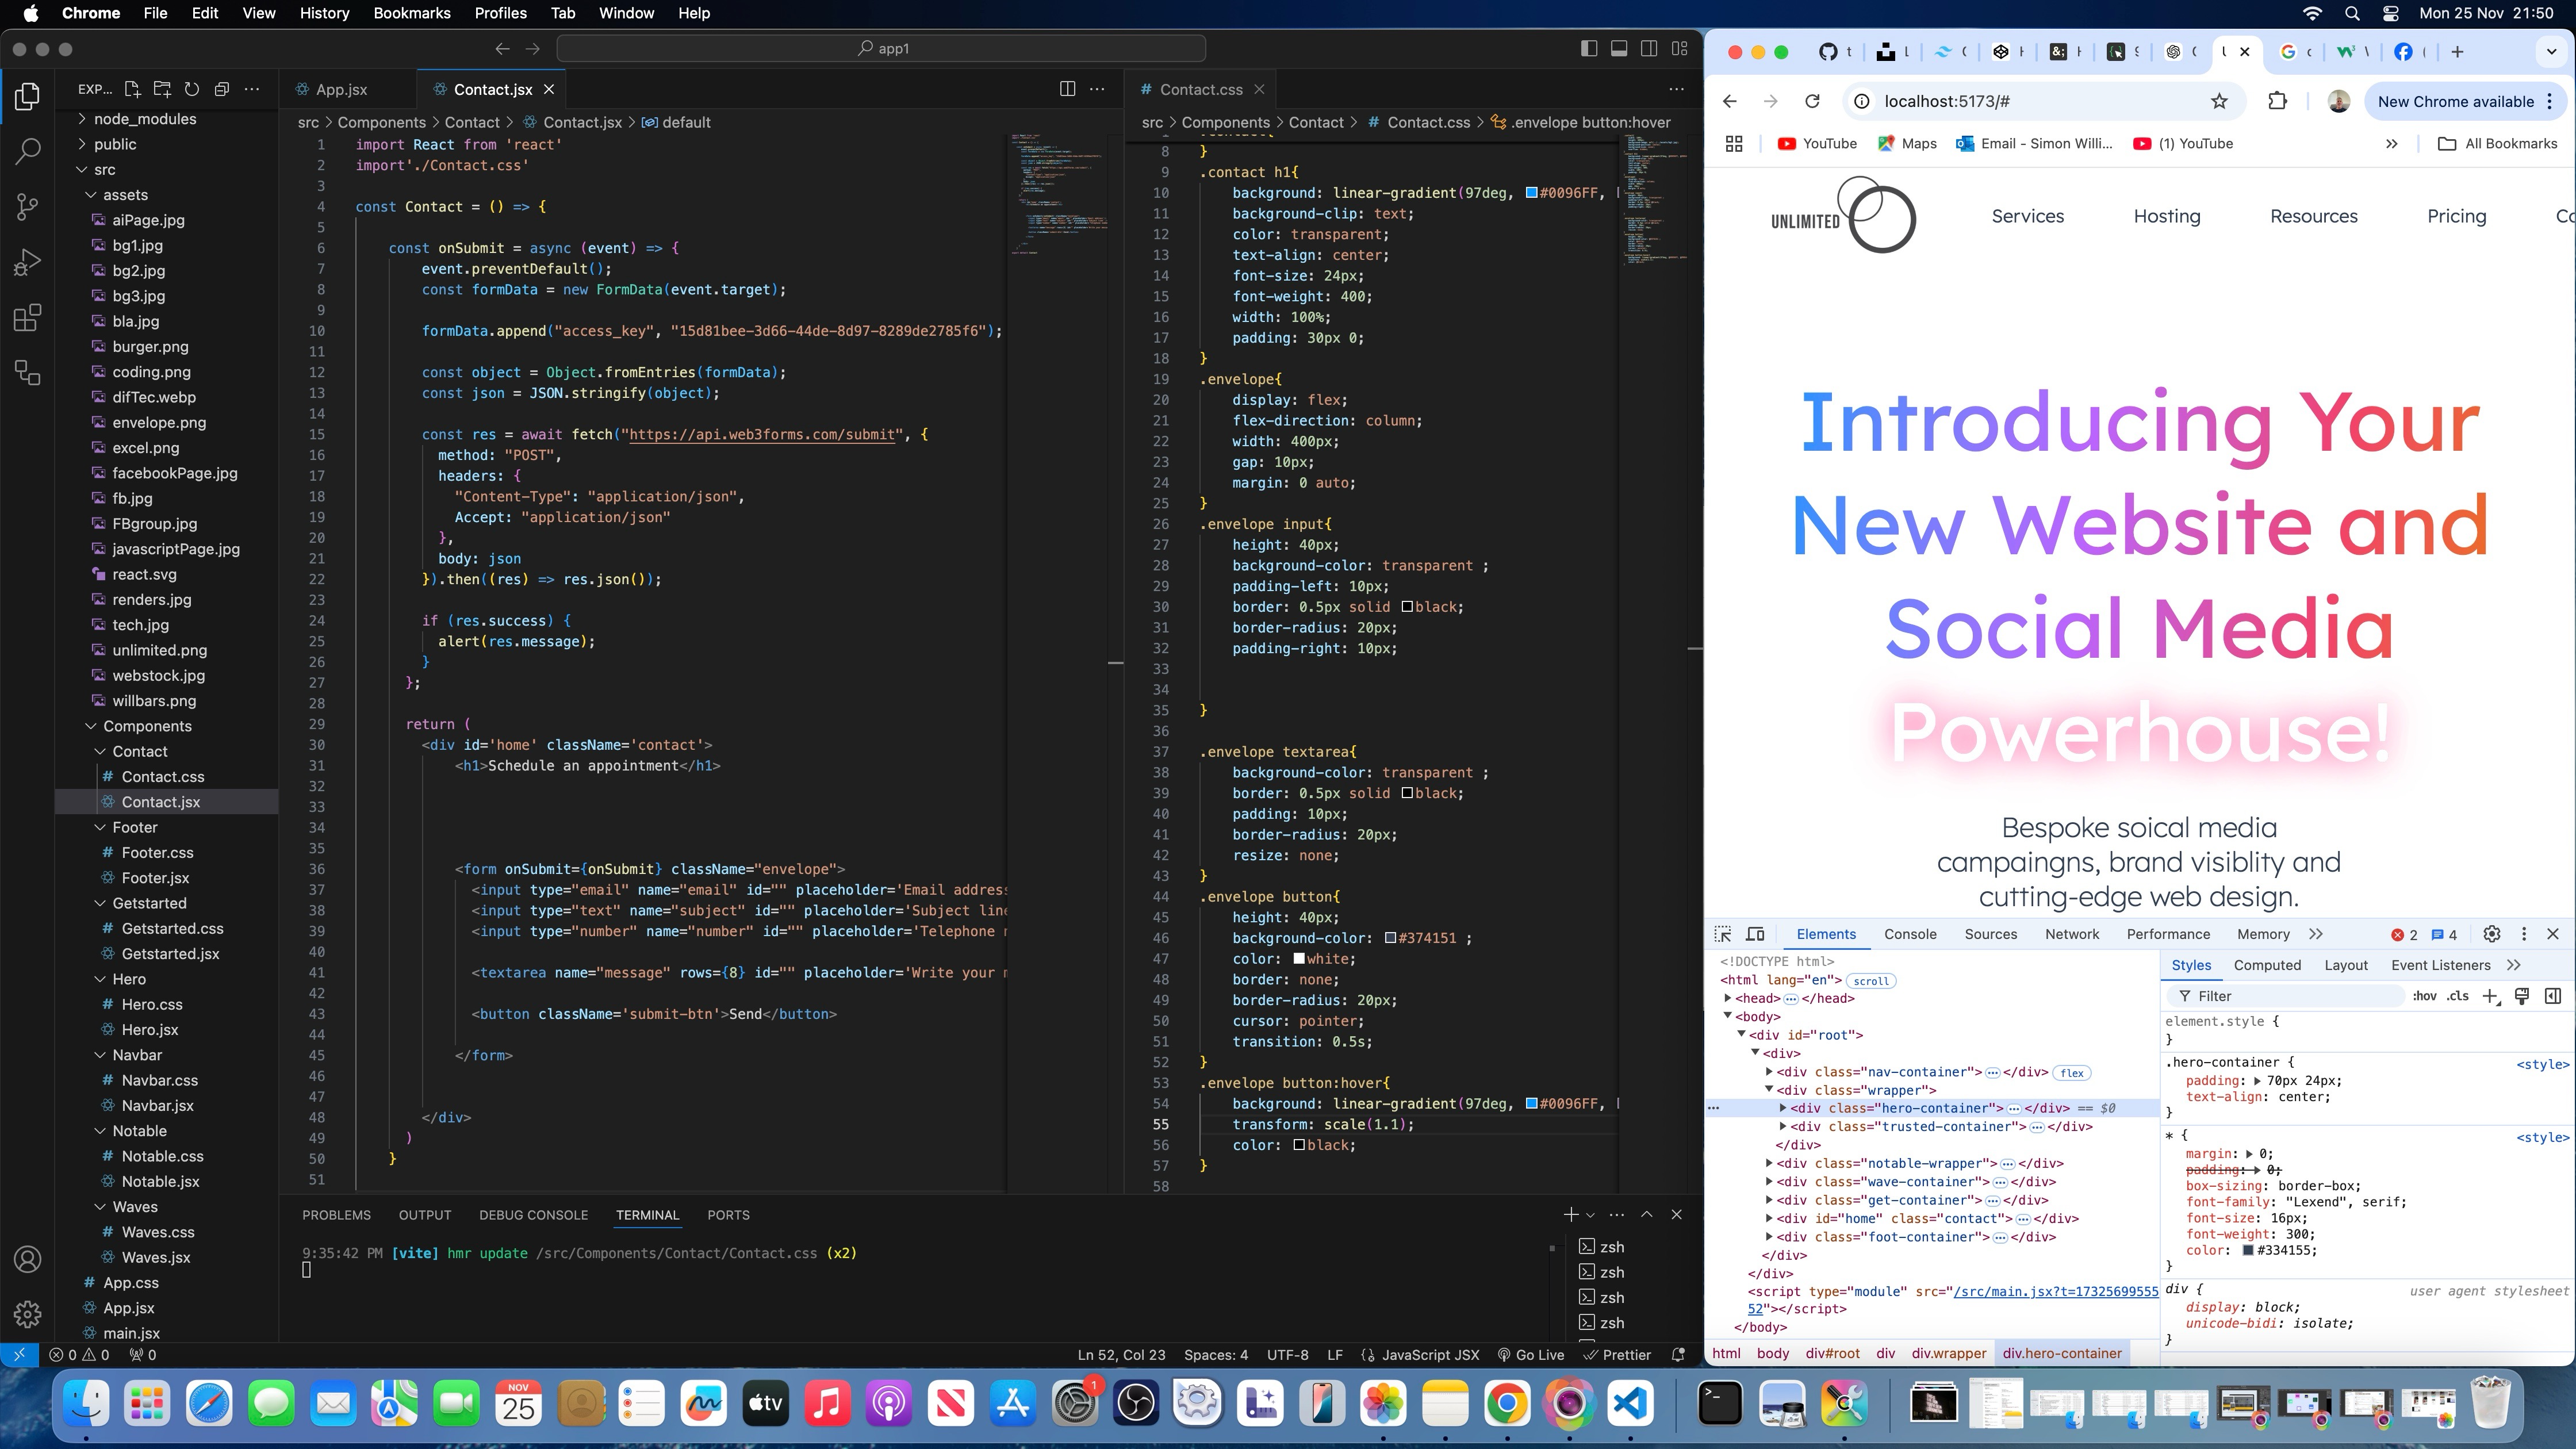 Chrome File Edit View History Bookmarks Profiles Tab Window Help
Mon 25 Nov 21:50
app1
EXP...
node_modules
public
src
assets
aiPage.jpg
bg1.jpg
bg2.jpg
bg3.jpg
bla.jpg
burger.png
coding.png
difTec.webp
envelope.png
excel.png
facebookPage.jpg
fb.jpg
FBgroup.jpg
javascriptPage.jpg
react.svg
renders.jpg
tech.jpg
unlimited.png
webstock.jpg
willbars.png
Components
Contact
Contact.css
Contact.jsx
Footer
Footer.css
Footer.jsx
Getstarted
Getstarted.css
Getstarted.jsx
Hero
Hero.css
Hero.jsx
Navbar
Navbar.css
Navbar.jsx
Notable
Notable.css
Notable.jsx
Waves
Waves.css
Waves.jsx
App.css
App.jsx
main.jsx
App.jsx
Contact.jsx
src > Components > Contact > Contact.jsx > default
1 import React from 'react'
2 import'./Contact.css'
3
4 const Contact = () => {
5
6 const onSubmit = async (event) => {
7 event.preventDefault();
8 const formData = new FormData(event.target);
9
10 formData.append("access_key", "15d81bee-3d66-44de-8d97-8289de2785f6");
11
12 const object = Object.fromEntries(formData);
13 const json = JSON.stringify(object);
14
15 const res = await fetch("https://api.web3forms.com/submit", {
16 method: "POST",
17 headers: {
18 "Content-Type": "application/json",
19 Accept: "application/json"
20 },
21 body: json
22 }).then((res) => res.json());
23
24 if (res.success) {
25 alert(res.message);
26 }
27 };
28
29 return (
30 <div id='home' className='contact'>
31 <h1>Schedule an appointment</h1>
32
33
34
35
36 <form onSubmit={onSubmit} className="envelope">
37 <input type="email" name="email" id="" placeholder='Email address
38 <input type="text" name="subject" id="" placeholder='Subject line
39 <input type="number" name="number" id="" placeholder='Telephone
40
41 <textarea name="message" rows={8} id="" placeholder='Write your
42
43 <button className='submit-btn'>Send</button>
44
45 </form>
46
47
48 </div>
49 )
50 }
51
Contact.css
src > Components > Contact > Contact.css > .envelope button:hover
8 }
9 .contact h1{
10 background: linear-gradient(97deg, #0096FF,
11 background-clip: text;
12 color: transparent;
13 text-align: center;
14 font-size: 24px;
15 font-weight: 400;
16 width: 100%;
17 padding: 30px 0;
18 }
19 .envelope{
20 display: flex;
21 flex-direction: column;
22 width: 400px;
23 gap: 10px;
24 margin: 0 auto;
25 }
26 .envelope input{
27 height: 40px;
28 background-color: transparent ;
29 padding-left: 10px;
30 border: 0.5px solid black;
31 border-radius: 20px;
32 padding-right: 10px;
33
34
35 }
36
37 .envelope textarea{
38 background-color: transparent ;
39 border: 0.5px solid black;
40 padding: 10px;
41 border-radius: 20px;
42 resize: none;
43 }
44 .envelope button{
45 height: 40px;
46 background-color: #374151 ;
47 color: white;
48 border: none;
49 border-radius: 20px;
50 cursor: pointer;
51 transition: 0.5s;
52 }
53 .envelope button:hover{
54 background: linear-gradient(97deg, #0096FF,
55 transform: scale(1.1);
56 color: black;
57 }
58
PROBLEMS OUTPUT DEBUG CONSOLE TERMINAL PORTS
9:35:42 PM [vite] hmr update /src/Components/Contact/Contact.css (x2)
zsh
zsh
zsh
zsh
0 0 0
Ln 52, Col 23 Spaces: 4 UTF-8 LF JavaScript JSX Go Live Prettier
localhost:5173/#
New Chrome available
YouTube Maps Email - Simon Willi... (1) YouTube All Bookmarks
UNLIMITED
Services Hosting Resources Pricing Co
Introducing Your
New Website and
Social Media
Powerhouse!
Bespoke soical media
campaingns, brand visiblity and
cutting-edge web design.
Elements Console Sources Network Performance Memory 2 4
<!DOCTYPE html>
<html lang="en"> scroll
<head> </head>
<body>
<div id="root">
<div>
<div class="nav-container"> </div> flex
<div class="wrapper">
<div class="hero-container"> </div> == $0
<div class="trusted-container"> </div>
</div>
<div class="notable-wrapper"> </div>
<div class="wave-container"> </div>
<div class="get-container"> </div>
<div id="home" class="contact"> </div>
<div class="foot-container"> </div>
</div>
</div>
<script type="module" src="/src/main.jsx?t=17325699555
52"></script>
</body>
html body div#root div div.wrapper div.hero-container
Styles Computed Layout Event Listeners
Filter :hov .cls
element.style {
}
.hero-container { <style>
padding: 70px 24px;
text-align: center;
}
* { <style>
margin: 0;
padding: 0;
box-sizing: border-box;
font-family: "Lexend", serif;
font-size: 16px;
font-weight: 300;
color: #334155;
}
div { user agent stylesheet
display: block;
unicode-bidi: isolate;
}
NOV
25
tv
1